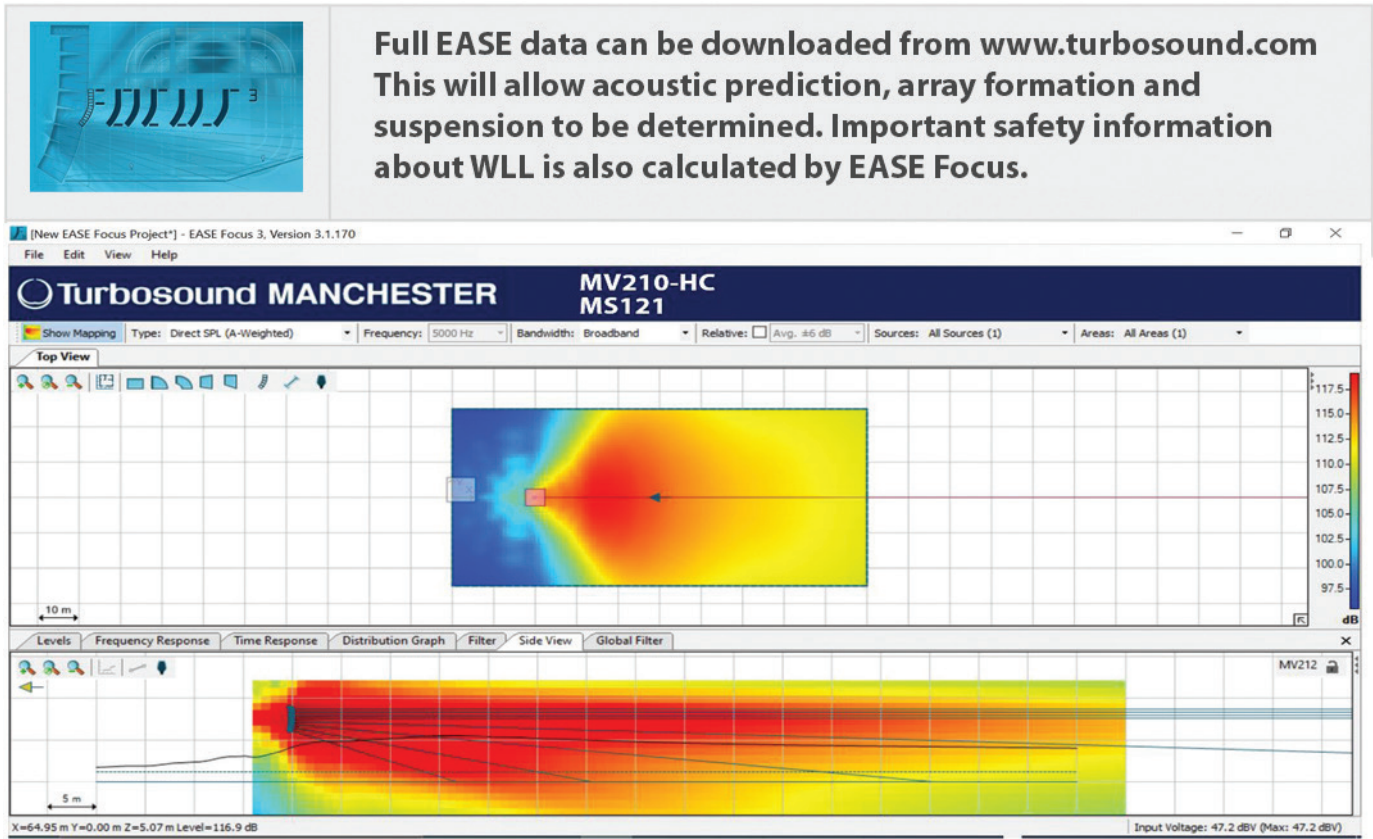 Full EASE data can be downloaded from www.turbosound.com
This will allow acoustic prediction, array formation and
suspension to be determined. Important safety information
about WLL is also calculated by EASE Focus.
[New EASE Focus Project*] - EASE Focus 3, Version 3.1.170
File Edit View Help
Turbosound MANCHESTER
MV210-HC
MS121
Show Mapping Type: Direct SPL (A-Weighted) Frequency: 5000 Hz Bandwidth: Broadband Relative: Avg. ±6 dB Sources: All Sources (1) Areas: All Areas (1)
Top View
117.5
115.0
112.5
110.0
107.5
105.0
102.5
100.0
97.5
10 m
dB
Levels Frequency Response Time Response Distribution Graph Filter Side View Global Filter
MV212
5 m
X=64.95 m Y=0.00 m Z=5.07 m Level=116.9 dB
Input Voltage: 47.2 dBV (Max: 47.2 dBV)